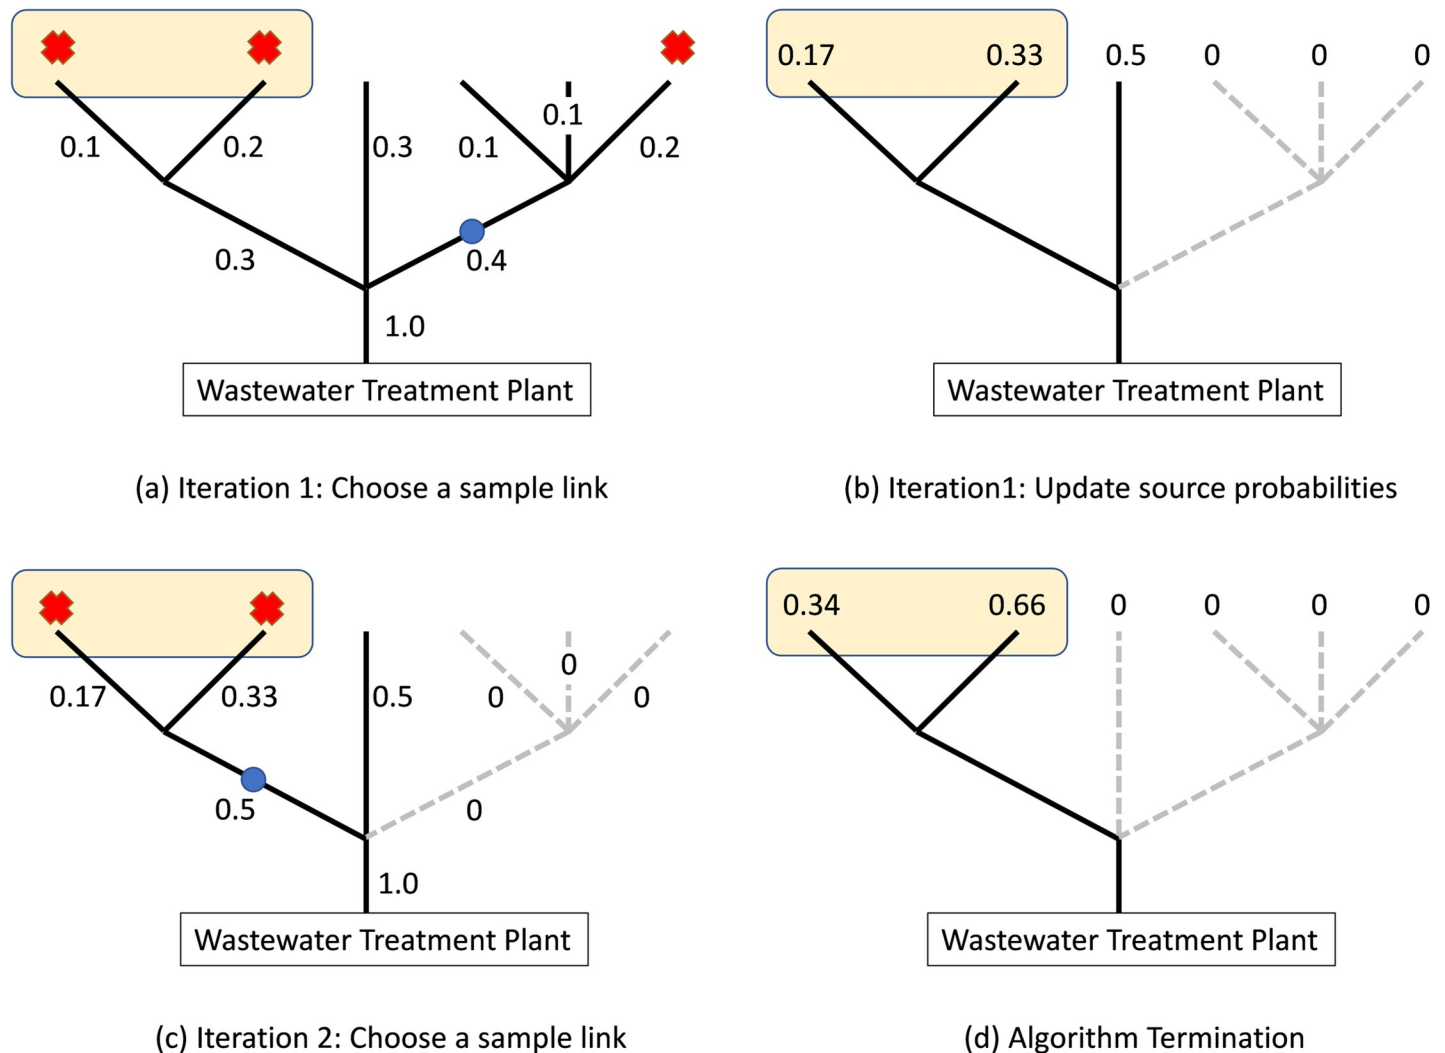 0.17 0.33 0.5 0 0 0
0.1 0.2 0.3 0.1 0.1 0.2
0.3 0.4
1.0
Wastewater Treatment Plant
Wastewater Treatment Plant
(a) Iteration 1: Choose a sample link
(b) Iteration1: Update source probabilities
0.34 0.66 0 0 0 0
0.17 0.33 0.5 0 0 0
0.5 0
1.0
Wastewater Treatment Plant
Wastewater Treatment Plant
(c) Iteration 2: Choose a sample link
(d) Algorithm Termination